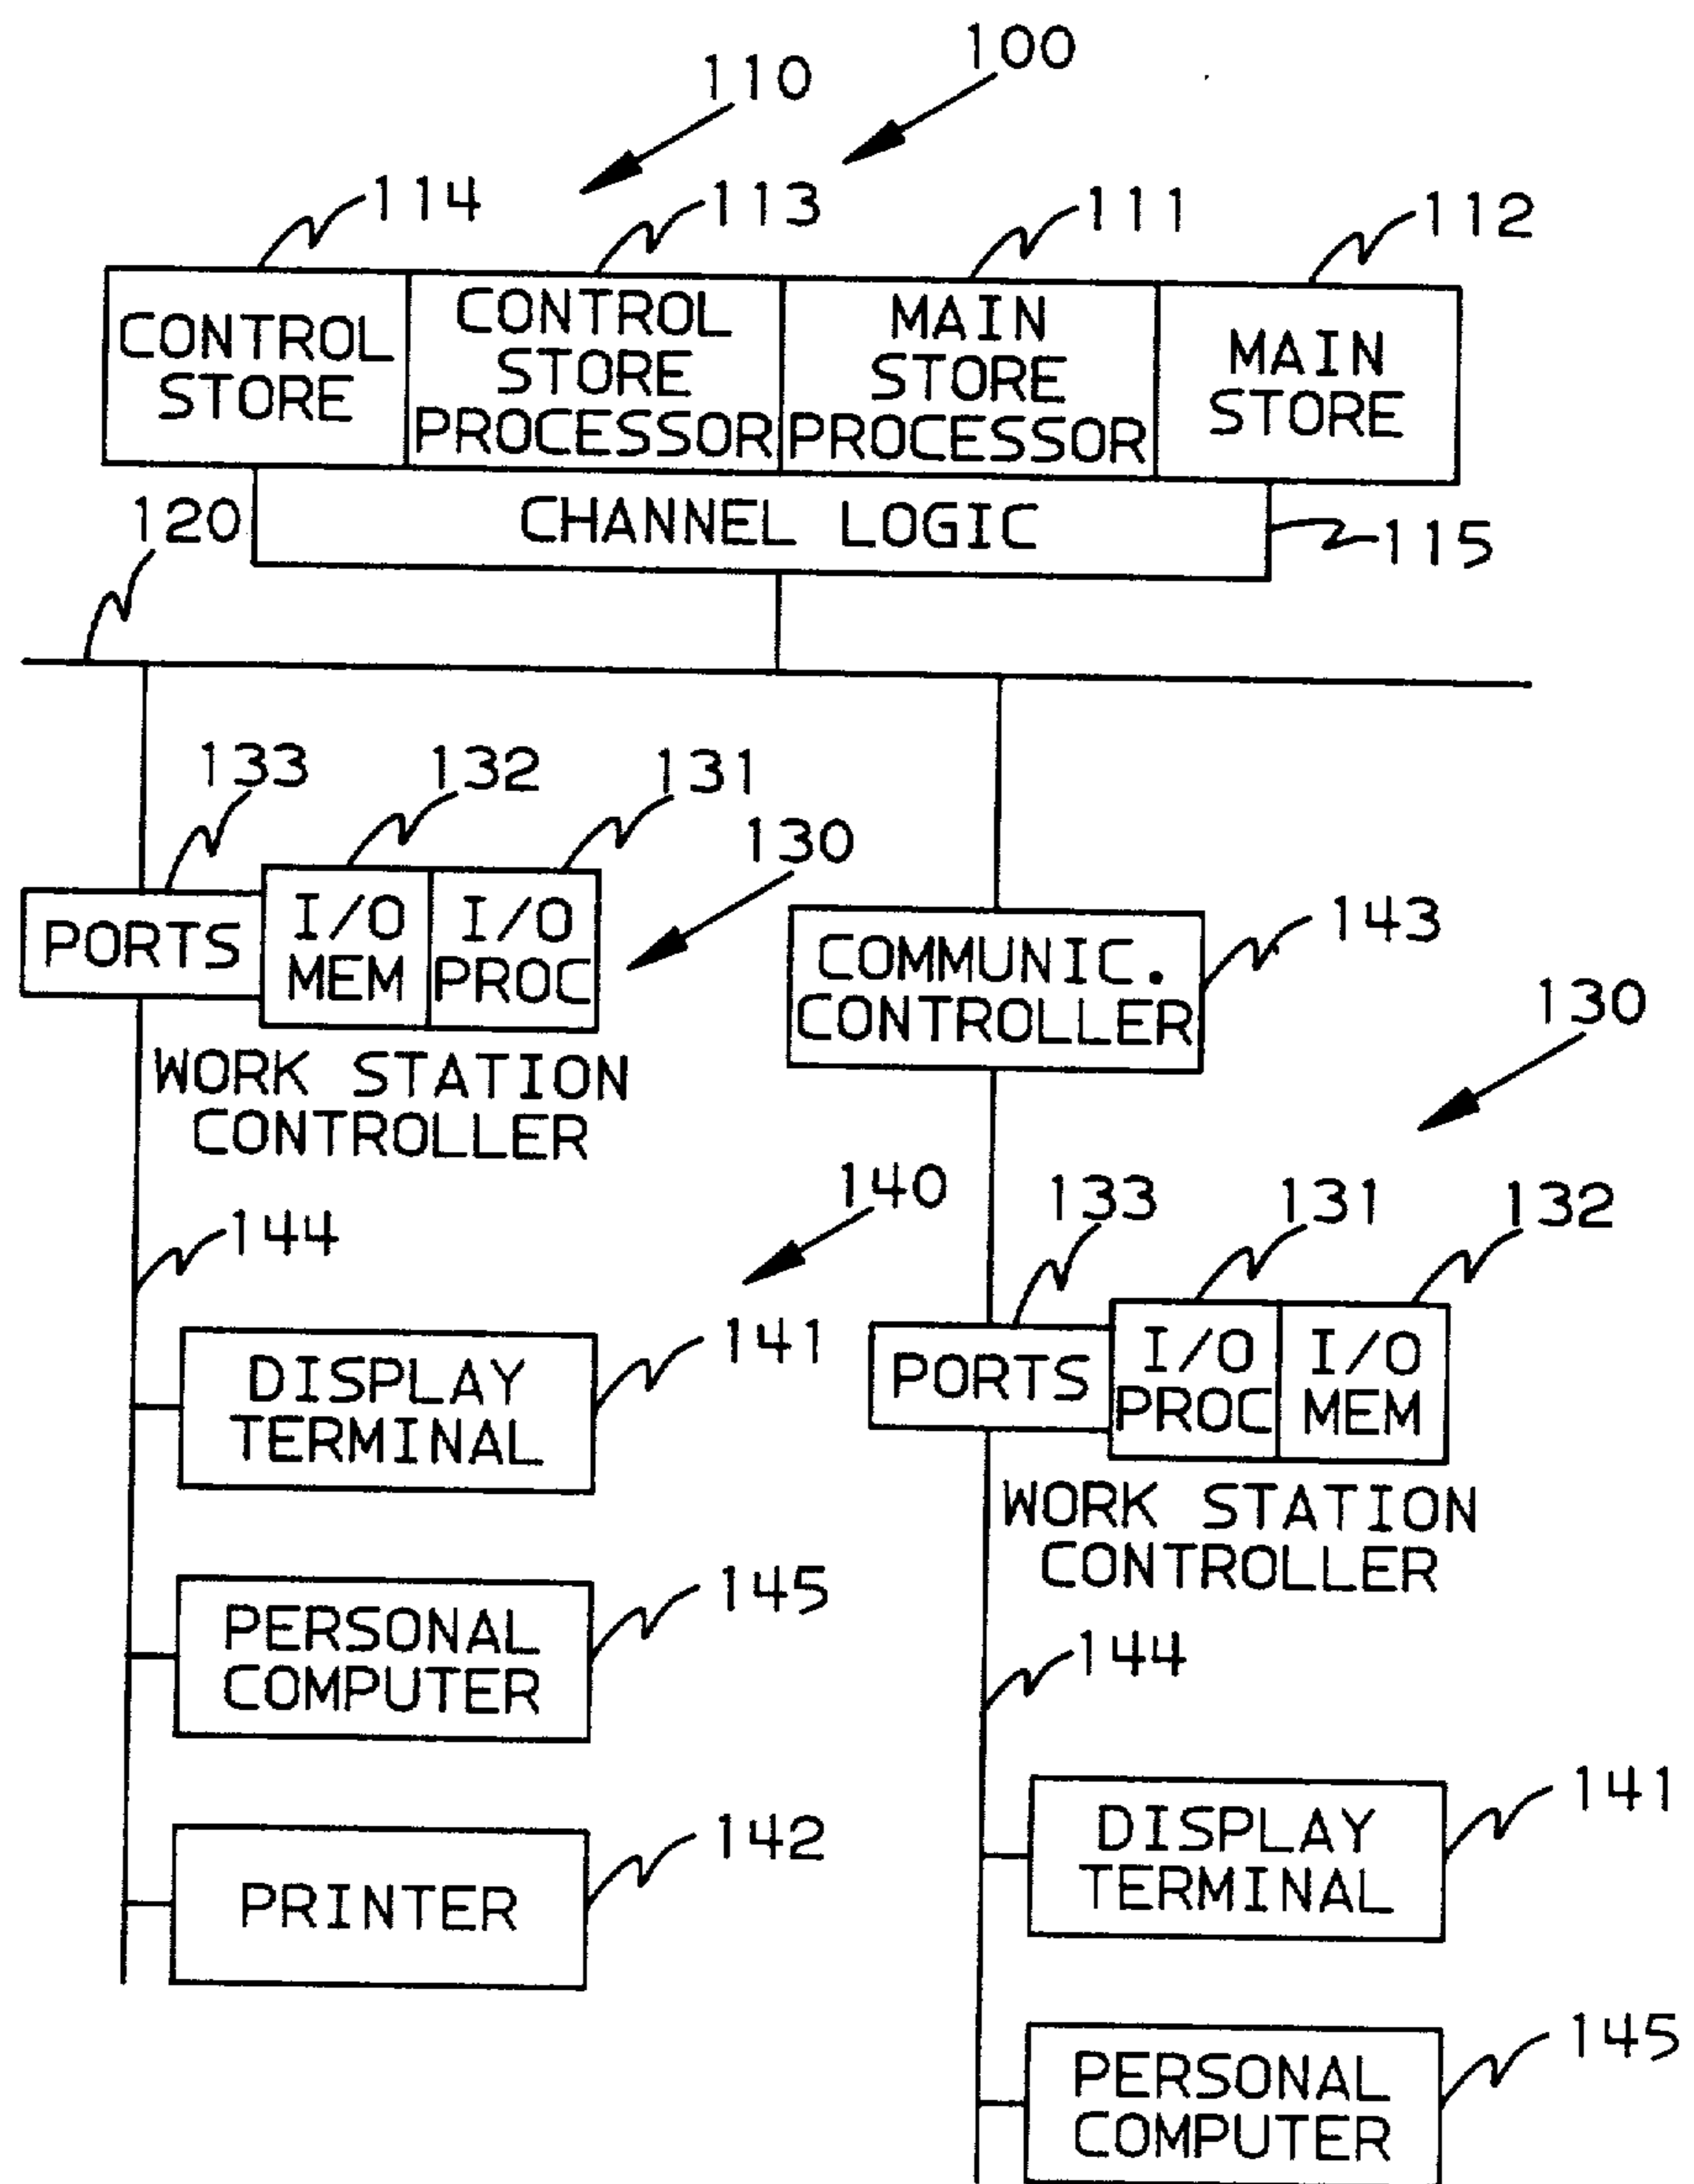 100
110
114
113
111
112
CONTROL
STORE
CONTROL
STORE
PROCESSOR
MAIN
STORE
PROCESSOR
MAIN
STORE
CHANNEL LOGIC
115
120
133
132
131
130
PORTS
I/O
MEM
I/O
PROC
WORK STATION
CONTROLLER
COMMUNIC.
CONTROLLER
143
130
144
140
133
131
132
DISPLAY
TERMINAL
141
PORTS
I/O
PROC
I/O
MEM
WORK STATION
CONTROLLER
PERSONAL
COMPUTER
145
144
PRINTER
142
DISPLAY
TERMINAL
141
PERSONAL
COMPUTER
145